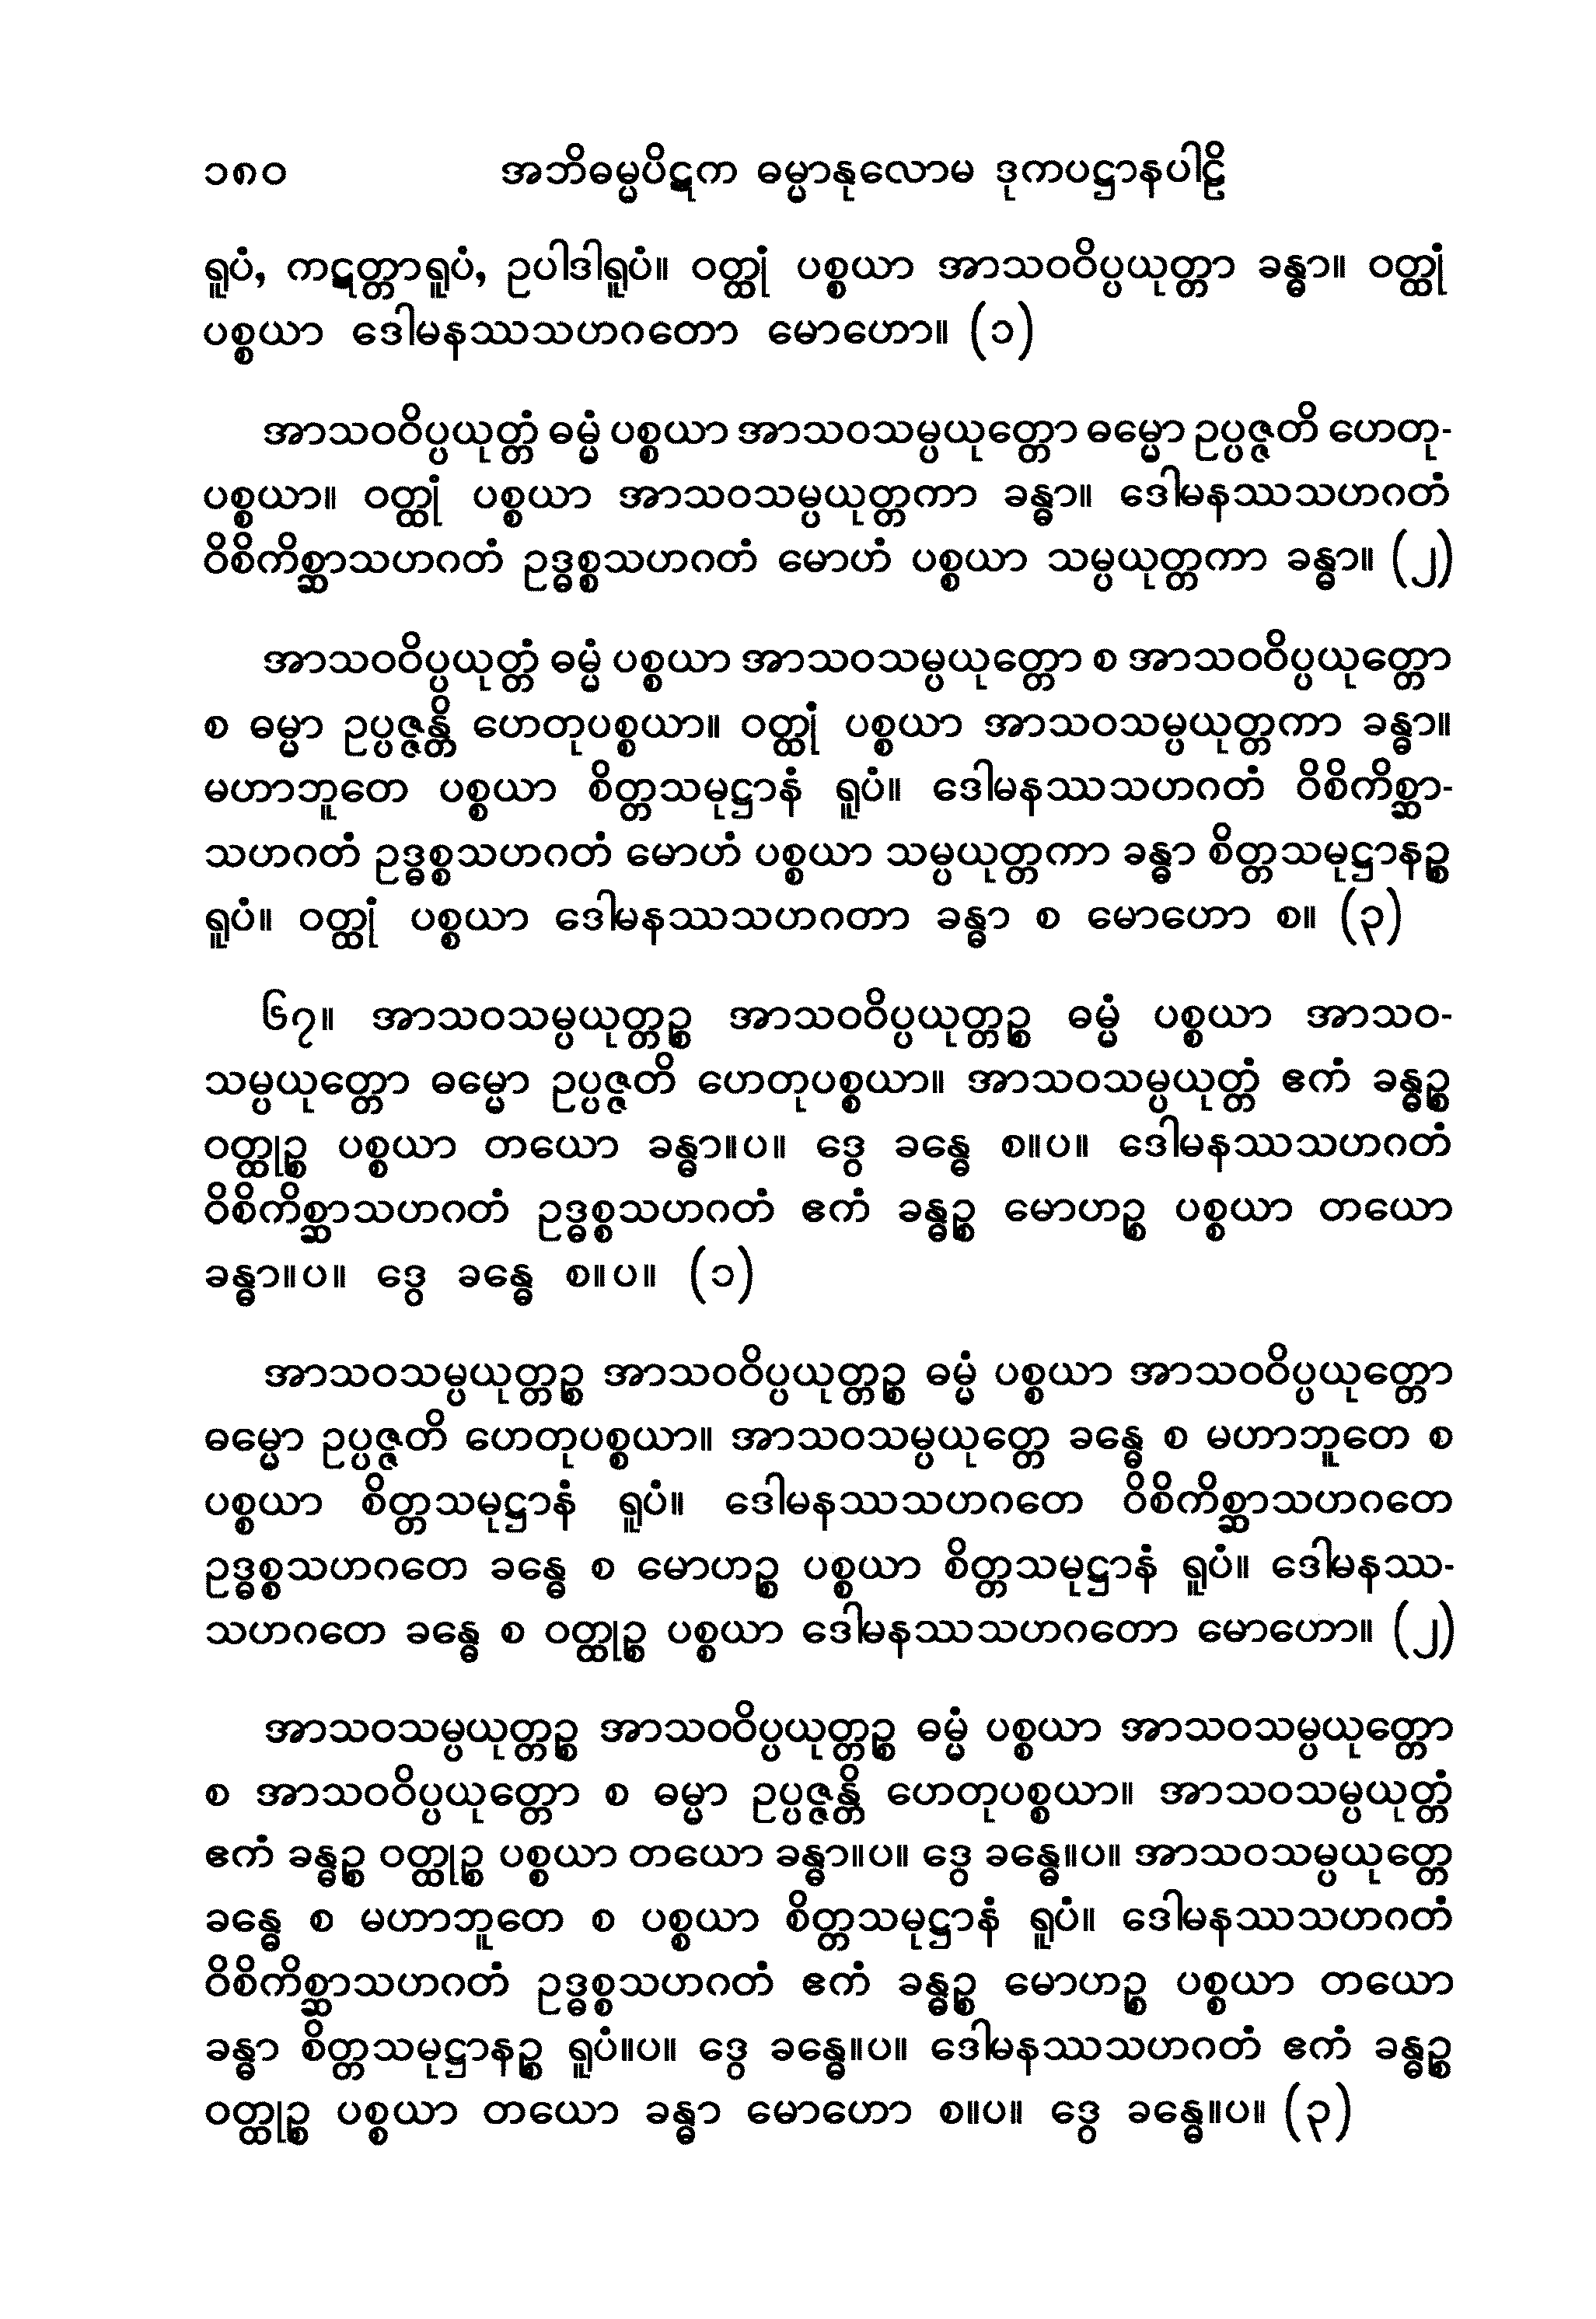 ၁၈၀ အဘိဓမ္မပိဋက ဓမ္မာနုလောမ ဒုကပဋ္ဌာနပါဠိ
ရူပံ, ကဋတ္တာရူပံ, ဥပါဒါရူပံ။ ဝတ္ထုံ ပစ္စယာ အာသဝဝိပ္ပယုတ္တာ ခန္ဓာ။ ဝတ္ထုံ
ပစ္စယာ ဒေါမနဿသဟဂတော မောဟော။ (၁)
အာသဝဝိပ္ပယုတ္တံ ဓမ္မံ ပစ္စယာ အာသဝသမ္ပယုတ္တော ဓမ္မော ဥပ္ပဇ္ဇတိ ဟေတု-
ပစ္စယာ။ ဝတ္ထုံ ပစ္စယာ အာသဝသမ္ပယုတ္တကာ ခန္ဓာ။ ဒေါမနဿသဟဂတံ
ဝိစိကိစ္ဆာသဟဂတံ ဥဒ္ဓစ္စသဟဂတံ မောဟံ ပစ္စယာ သမ္ပယုတ္တကာ ခန္ဓာ။ (၂)
အာသဝဝိပ္ပယုတ္တံ ဓမ္မံ ပစ္စယာ အာသဝသမ္ပယုတ္တော စ အာသဝဝိပ္ပယုတ္တော
စ ဓမ္မာ ဥပ္ပဇ္ဇန္တိ ဟေတုပစ္စယာ။ ဝတ္ထုံ ပစ္စယာ အာသဝသမ္ပယုတ္တကာ ခန္ဓာ။
မဟာဘူတေ ပစ္စယာ စိတ္တသမုဋ္ဌာနံ ရူပံ။ ဒေါမနဿသဟဂတံ ဝိစိကိစ္ဆာ-
သဟဂတံ ဥဒ္ဓစ္စသဟဂတံ မောဟံ ပစ္စယာ သမ္ပယုတ္တကာ ခန္ဓာ စိတ္တသမုဋ္ဌာနဉ္စ
ရူပံ။ ဝတ္ထုံ ပစ္စယာ ဒေါမနဿသဟဂတာ ခန္ဓာ စ မောဟော စ။ (၃)
၆၇။ အာသဝသမ္ပယုတ္တဉ္စ အာသဝဝိပ္ပယုတ္တဉ္စ ဓမ္မံ ပစ္စယာ အာသဝ-
သမ္ပယုတ္တော ဓမ္မော ဥပ္ပဇ္ဇတိ ဟေတုပစ္စယာ။ အာသဝသမ္ပယုတ္တံ ဧကံ ခန္ဓဉ္စ
ဝတ္ထုဉ္စ ပစ္စယာ တယော ခန္ဓာ။ပ။ ဒွေ ခန္ဓေ စ။ပ။ ဒေါမနဿသဟဂတံ
ဝိစိကိစ္ဆာသဟဂတံ ဥဒ္ဓစ္စသဟဂတံ ဧကံ ခန္ဓဉ္စ မောဟဉ္စ ပစ္စယာ တယော
ခန္ဓာ။ပ။ ဒွေ ခန္ဓေ စ။ပ။ (၁)
အာသဝသမ္ပယုတ္တဉ္စ အာသဝဝိပ္ပယုတ္တဉ္စ ဓမ္မံ ပစ္စယာ အာသဝဝိပ္ပယုတ္တော
ဓမ္မော ဥပ္ပဇ္ဇတိ ဟေတုပစ္စယာ။ အာသဝသမ္ပယုတ္တေ ခန္ဓေ စ မဟာဘူတေ စ
ပစ္စယာ စိတ္တသမုဋ္ဌာနံ ရူပံ။ ဒေါမနဿသဟဂတေ ဝိစိကိစ္ဆာသဟဂတေ
ဥဒ္ဓစ္စသဟဂတေ ခန္ဓေ စ မောဟဉ္စ ပစ္စယာ စိတ္တသမုဋ္ဌာနံ ရူပံ။ ဒေါမနဿ-
သဟဂတေ ခန္ဓေ စ ဝတ္ထုဉ္စ ပစ္စယာ ဒေါမနဿသဟဂတော မောဟော။ (၂)
အာသဝသမ္ပယုတ္တဉ္စ အာသဝဝိပ္ပယုတ္တဉ္စ ဓမ္မံ ပစ္စယာ အာသဝသမ္ပယုတ္တော
စ အာသဝဝိပ္ပယုတ္တော စ ဓမ္မာ ဥပ္ပဇ္ဇန္တိ ဟေတုပစ္စယာ။ အာသဝသမ္ပယုတ္တံ
ဧကံ ခန္ဓဉ္စ ဝတ္ထုဉ္စ ပစ္စယာ တယော ခန္ဓာ။ပ။ ဒွေ ခန္ဓေ။ပ။ အာသဝသမ္ပယုတ္တေ
ခန္ဓေ စ မဟာဘူတေ စ ပစ္စယာ စိတ္တသမုဋ္ဌာနံ ရူပံ။ ဒေါမနဿသဟဂတံ
ဝိစိကိစ္ဆာသဟဂတံ ဥဒ္ဓစ္စသဟဂတံ ဧကံ ခန္ဓဉ္စ မောဟဉ္စ ပစ္စယာ တယော
ခန္ဓာ စိတ္တသမုဋ္ဌာနဉ္စ ရူပံ။ပ။ ဒွေ ခန္ဓေ။ပ။ ဒေါမနဿသဟဂတံ ဧကံ ခန္ဓဉ္စ
ဝတ္ထုဉ္စ ပစ္စယာ တယော ခန္ဓာ မောဟော စ။ပ။ ဒွေ ခန္ဓေ။ပ။ (၃)